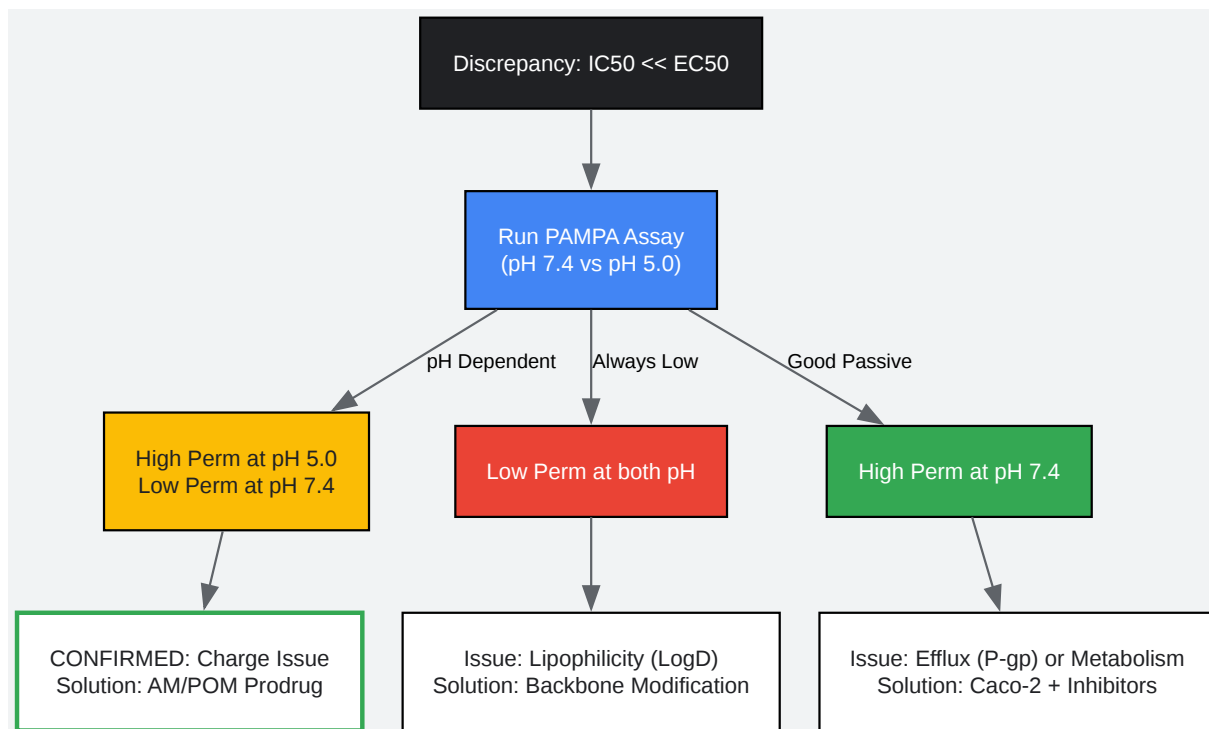 Discrepancy: IC50 << EC50
Run PAMPA Assay
(pH 7.4 vs pH 5.0)
pH Dependent
Always Low
Good Passive
High Perm at pH 5.0
Low Perm at pH 7.4
Low Perm at both pH
High Perm at pH 7.4
CONFIRMED: Charge Issue
Solution: AM/POM Prodrug
Issue: Lipophilicity (LogD)
Solution: Backbone Modification
Issue: Efflux (P-gp) or Metabolism
Solution: Caco-2 + Inhibitors